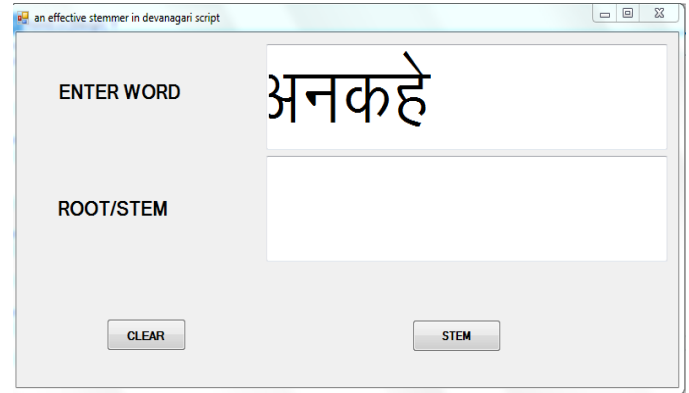 an effective stemmer in devanagari script
ENTER WORD
अनकहे
ROOT/STEM
CLEAR
STEM